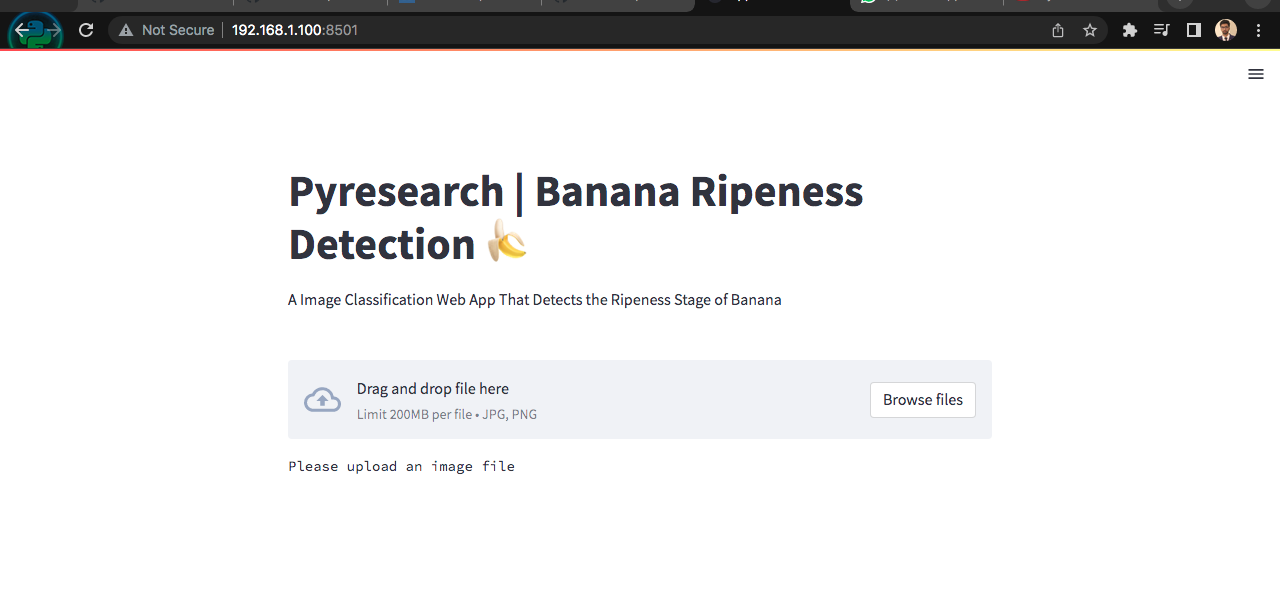 Not Secure
192.168.1.100:8501
Pyresearch | Banana Ripeness
Detection 🍌
A Image Classification Web App That Detects the Ripeness Stage of Banana
Drag and drop file here
Limit 200MB per file • JPG, PNG
Browse files
Please upload an image file